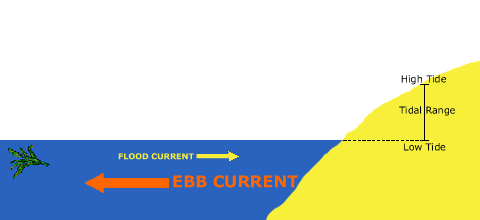 High Tide
Tidal Range
Low Tide
FLOOD CURRENT
EBB CURRENT